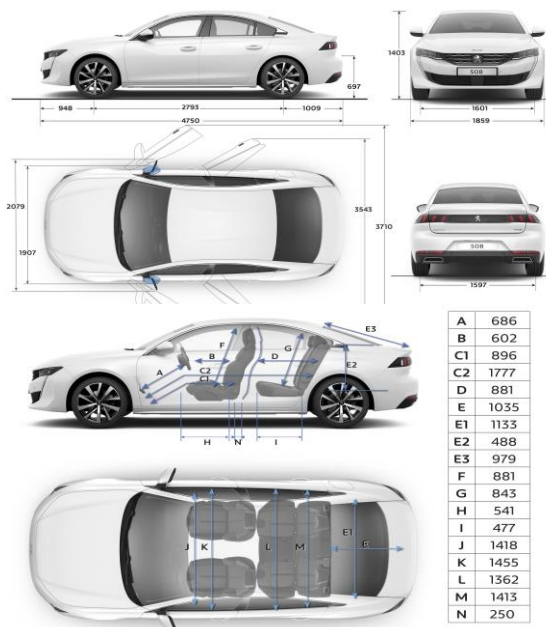 1403
697
948
2793
1009
4750
508
1601
1859
2079
1907
3543
3710
508
1597
F
E3
G
B
D
A
C2
C1
E2
H
N
I
J
K
L
M
E1
E
A 686
B 602
C1 896
C2 1777
D 881
E 1035
E1 1133
E2 488
E3 979
F 881
G 843
H 541
I 477
J 1418
K 1455
L 1362
M 1413
N 250